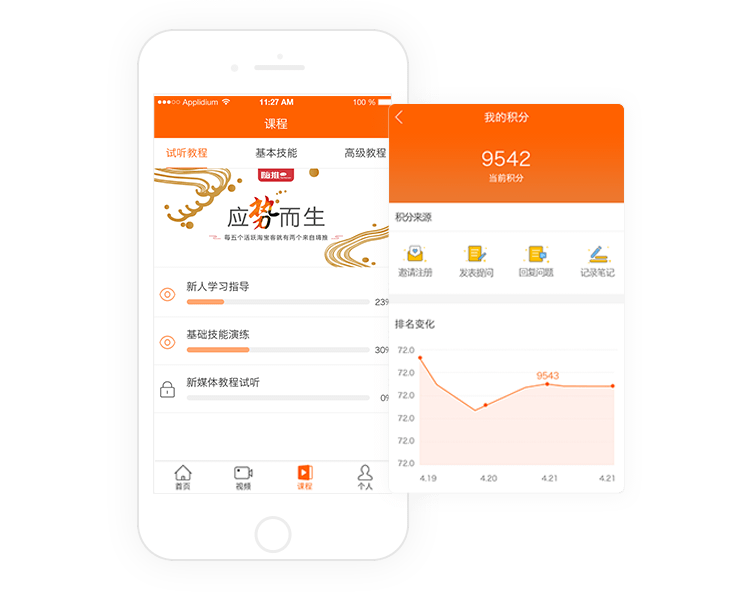 Applidium 11:27 AM 100 %
课程
试听教程 基本技能 高级教程
嗨推
应势而生
每五个活跃淘宝客就有两个来自嗨推
新人学习指导
23%
基础技能演练
30%
新媒体教程试听
0%
首页 视频 课程 个人
我的积分
9542
当前积分
积分来源
邀请注册 发表提问 回复问题 记录笔记
排名变化
72.0
72.0
72.0
72.0
72.0
72.0
9543
4.19 4.20 4.21 4.21